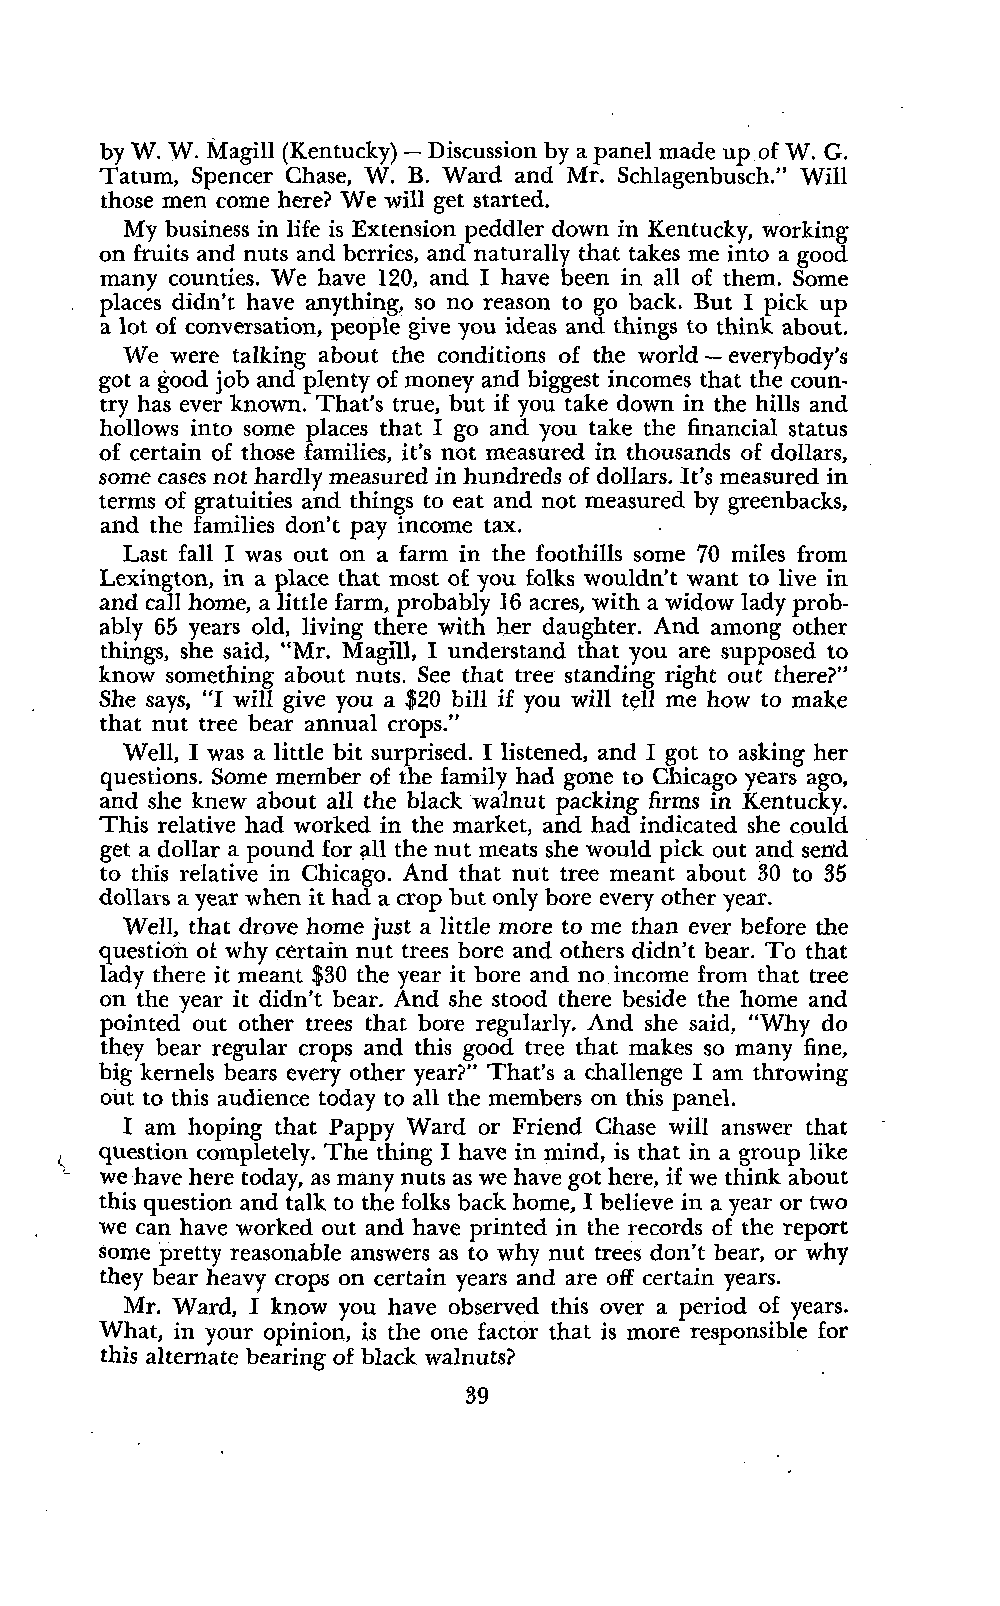 by W. W. Magill (Kentucky) — Discussion by a panel made up of W. G.
Tatum, Spencer Chase, W. B. Ward and Mr. Schlagenbusch." Will
those men come here? We will get started.
My business in life is Extension peddler down in Kentucky, working
on fruits and nuts and berries, and naturally that takes me into a good
many counties. We have 120, and I have been in all of them. Some
places didn't have anything, so no reason to go back. But I pick up
a lot of conversation, people give you ideas and things to think about.
We were talking about the conditions of the world — everybody's
got a good job and plenty of money and biggest incomes that the coun-
try has ever known. That's true, but if you take down in the hills and
hollows into some places that I go and you take the financial status
of certain of those families, it's not measured in thousands of dollars,
some cases not hardly measured in hundreds of dollars. It's measured in
terms of gratuities and things to eat and not measured by greenbacks,
and the families don't pay income tax.
Last fall I was out on a farm in the foothills some 70 miles from
Lexington, in a place that most of you folks wouldn't want to live in
and call home, a little farm, probably 16 acres, with a widow lady prob-
ably 65 years old, living there with her daughter. And among other
things, she said, "Mr. Magill, I understand that you are supposed to
know something about nuts. See that tree standing right out there?"
She says, "I will give you a $20 bill if you will tell me how to make
that nut tree bear annual crops."
Well, I was a little bit surprised. I listened, and I got to asking her
questions. Some member of the family had gone to Chicago years ago,
and she knew about all the black walnut packing firms in Kentucky.
This relative had worked in the market, and had indicated she could
get a dollar a pound for all the nut meats she would pick out and send
to this relative in Chicago. And that nut tree meant about 30 to 35
dollars a year when it had a crop but only bore every other year.
Well, that drove home just a little more to me than ever before the
question of why certain nut trees bore and others didn't bear. To that
lady there it meant $30 the year it bore and no income from that tree
on the year it didn't bear. And she stood there beside the home and
pointed out other trees that bore regularly. And she said, "Why do
they bear regular crops and this good tree that makes so many fine,
big kernels bears every other year?" That's a challenge I am throwing
out to this audience today to all the members on this panel.
I am hoping that Pappy Ward or Friend Chase will answer that
question completely. The thing I have in mind, is that in a group like
we have here today, as many nuts as we have got here, if we think about
this question and talk to the folks back home, I believe in a year or two
we can have worked out and have printed in the records of the report
some pretty reasonable answers as to why nut trees don't bear, or why
they bear heavy crops on certain years and are off certain years.
Mr. Ward, I know you have observed this over a period of years.
What, in your opinion, is the one factor that is more responsible for
this alternate bearing of black walnuts?
39